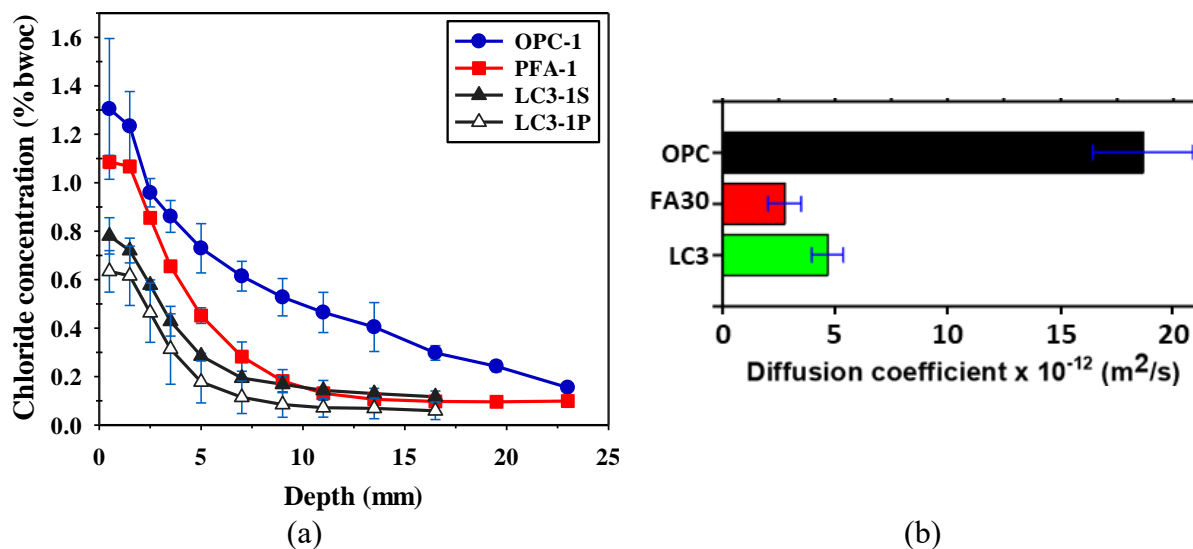 Chloride concentration (%bwoc)
1.6
1.4
1.2
1.0
0.8
0.6
0.4
0.2
0.0
OPC-1
PFA-1
LC3-1S
LC3-1P
0 5 10 15 20 25
Depth (mm)
(a)
OPC
FA30
LC3
0 5 10 15 20
Diffusion coefficient x 10⁻¹² (m²/s)
(b)